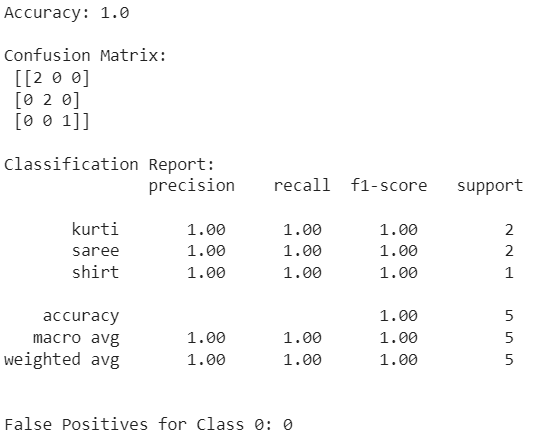 Accuracy: 1.0
Confusion Matrix:
[[2 0 0]
[0 2 0]
[0 0 1]]
Classification Report:
precision recall f1-score support
kurti 1.00 1.00 1.00 2
saree 1.00 1.00 1.00 2
shirt 1.00 1.00 1.00 1
accuracy 1.00 5
macro avg 1.00 1.00 1.00 5
weighted avg 1.00 1.00 1.00 5
False Positives for Class 0: 0